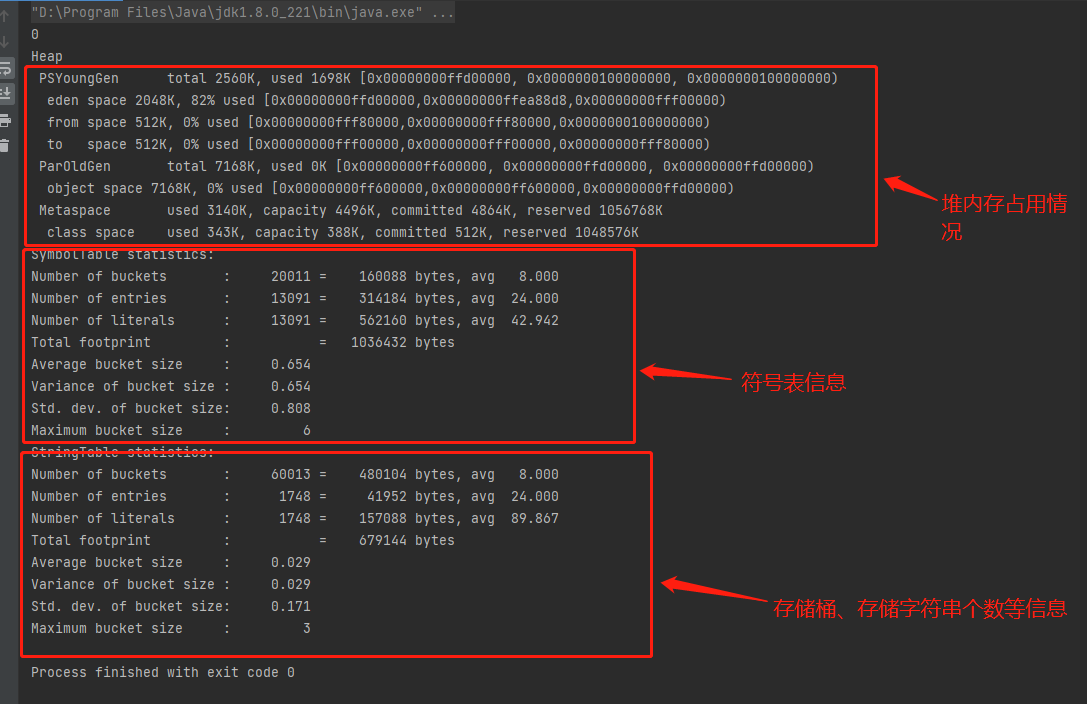 "D:\Program Files\Java\jdk1.8.0_221\bin\java.exe" ...
0
Heap
PSYoungGen      total 2560K, used 1698K [0x00000000ffd00000, 0x0000000100000000, 0x0000000100000000)
eden space 2048K, 82% used [0x00000000ffd00000,0x00000000ffea88d8,0x00000000fff00000)
from space 512K, 0% used [0x00000000fff80000,0x00000000fff80000,0x0000000100000000)
to   space 512K, 0% used [0x00000000fff00000,0x00000000fff00000,0x00000000fff80000)
ParOldGen       total 7168K, used 0K [0x00000000ff600000, 0x00000000ffd00000, 0x00000000ffd00000)
object space 7168K, 0% used [0x00000000ff600000,0x00000000ff600000,0x00000000ffd00000)
Metaspace       used 3140K, capacity 4496K, committed 4864K, reserved 1056768K
class space    used 343K, capacity 388K, committed 512K, reserved 1048576K
堆内存占用情
况
SymbolTable statistics:
Number of buckets       :     20011 =    160088 bytes, avg   8.000
Number of entries       :     13091 =    314184 bytes, avg  24.000
Number of literals      :     13091 =    562160 bytes, avg  42.942
Total footprint         :           =   1036432 bytes
Average bucket size     :     0.654
Variance of bucket size :     0.654
Std. dev. of bucket size:     0.808
Maximum bucket size     :         6
符号表信息
StringTable statistics:
Number of buckets       :     60013 =    480104 bytes, avg   8.000
Number of entries       :      1748 =     41952 bytes, avg  24.000
Number of literals      :      1748 =    157088 bytes, avg  89.867
Total footprint         :           =    679144 bytes
Average bucket size     :     0.029
Variance of bucket size :     0.029
Std. dev. of bucket size:     0.171
Maximum bucket size     :         3
存储桶、存储字符串个数等信息
Process finished with exit code 0